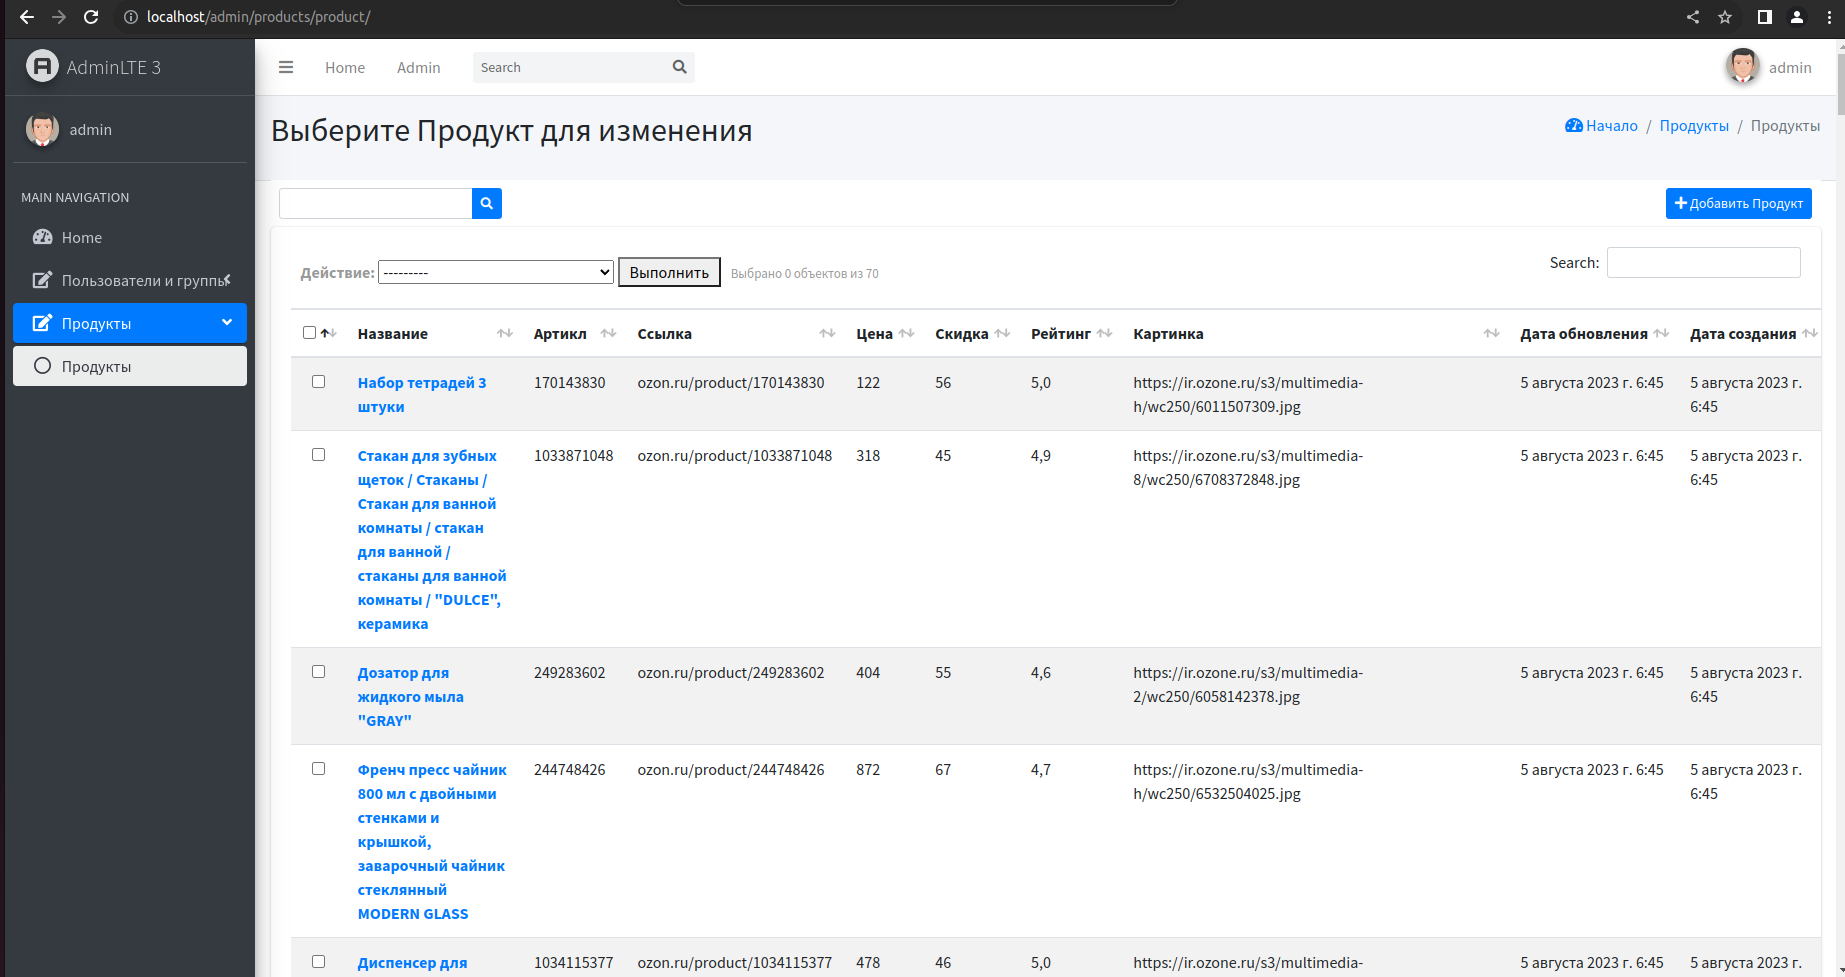 localhost/admin/products/product/
AdminLTE 3
Home
Admin
Search
admin
admin
MAIN NAVIGATION
Home
Пользователи и группы
Продукты
Продукты
Выберите Продукт для изменения
Начало / Продукты / Продукты
Добавить Продукт
Действие: --------- Выполнить Выбрано 0 объектов из 70
Search:
Название Артикл Ссылка Цена Скидка Рейтинг Картинка Дата обновления Дата создания
Набор тетрадей 3 170143830 ozon.ru/product/170143830 122 56 5,0 https://ir.ozone.ru/s3/multimedia- 5 августа 2023 г. 6:45 5 августа 2023 г.
штуки h/wc250/6011507309.jpg 6:45
Стакан для зубных 1033871048 ozon.ru/product/1033871048 318 45 4,9 https://ir.ozone.ru/s3/multimedia- 5 августа 2023 г. 6:45 5 августа 2023 г.
щеток / Стаканы / 8/wc250/6708372848.jpg 6:45
Стакан для ванной
комнаты / стакан
для ванной /
стаканы для ванной
комнаты / "DULCE",
керамика
Дозатор для 249283602 ozon.ru/product/249283602 404 55 4,6 https://ir.ozone.ru/s3/multimedia- 5 августа 2023 г. 6:45 5 августа 2023 г.
жидкого мыла 2/wc250/6058142378.jpg 6:45
"GRAY"
Френч пресс чайник 244748426 ozon.ru/product/244748426 872 67 4,7 https://ir.ozone.ru/s3/multimedia- 5 августа 2023 г. 6:45 5 августа 2023 г.
800 мл с двойными h/wc250/6532504025.jpg 6:45
стенками и
крышкой,
заварочный чайник
стеклянный
MODERN GLASS
Диспенсер для 1034115377 ozon.ru/product/1034115377 478 46 5,0 https://ir.ozone.ru/s3/multimedia- 5 августа 2023 г. 6:45 5 августа 2023 г.